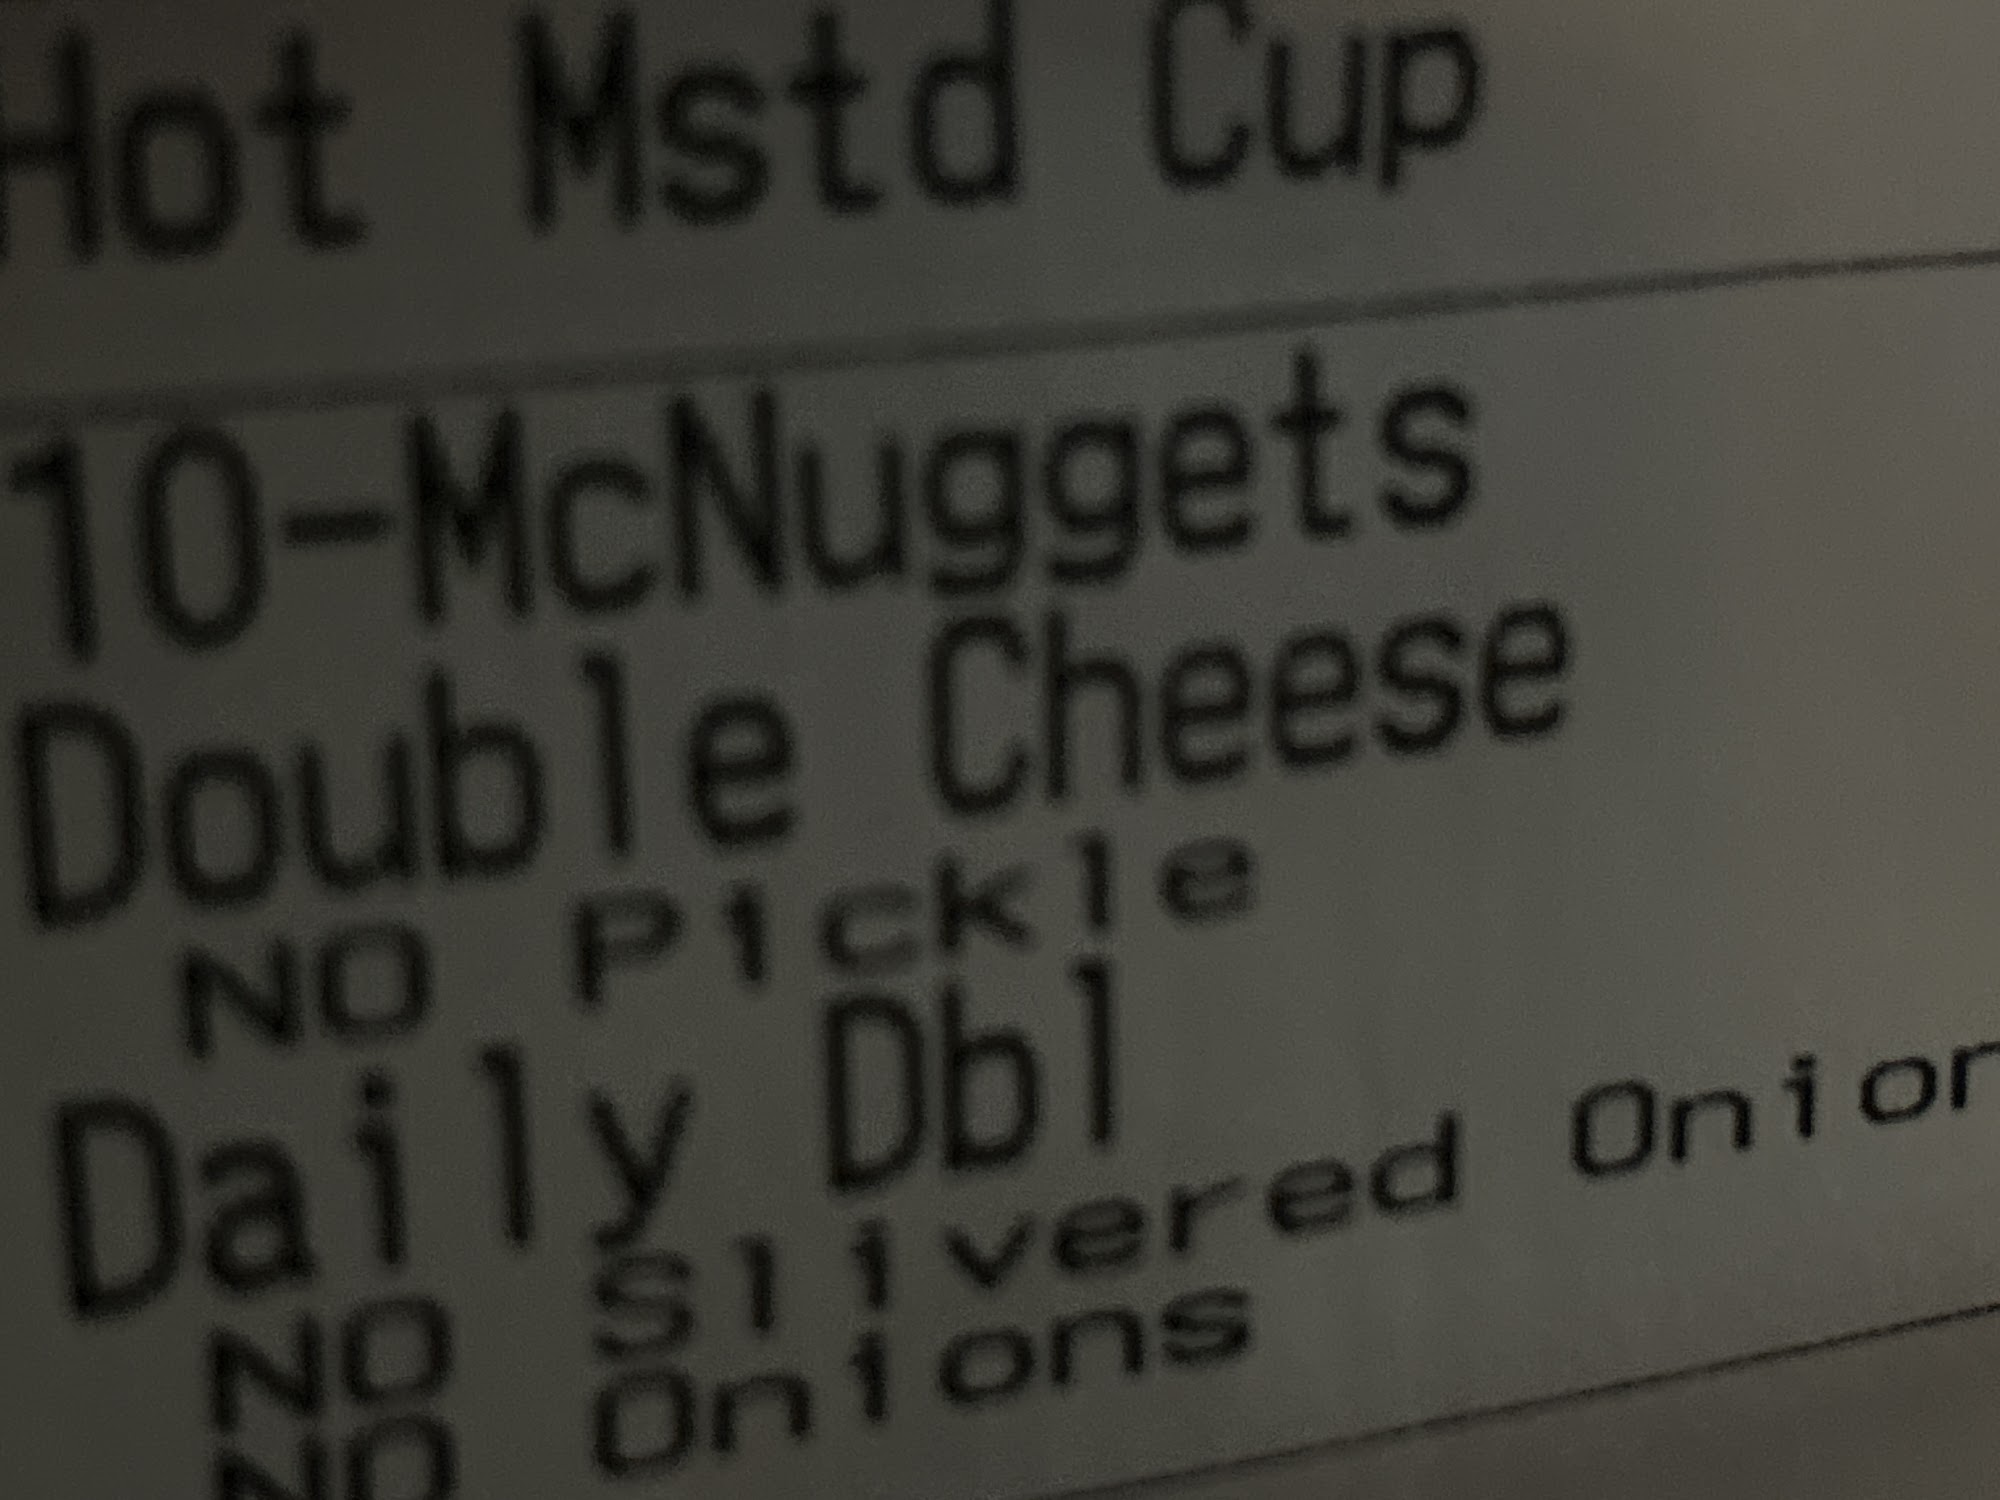 Hot Mstd Cup
10-McNuggets
Double Cheese
NO Pickle
Daily Dbl
NO Slivered Onion
NO Onions